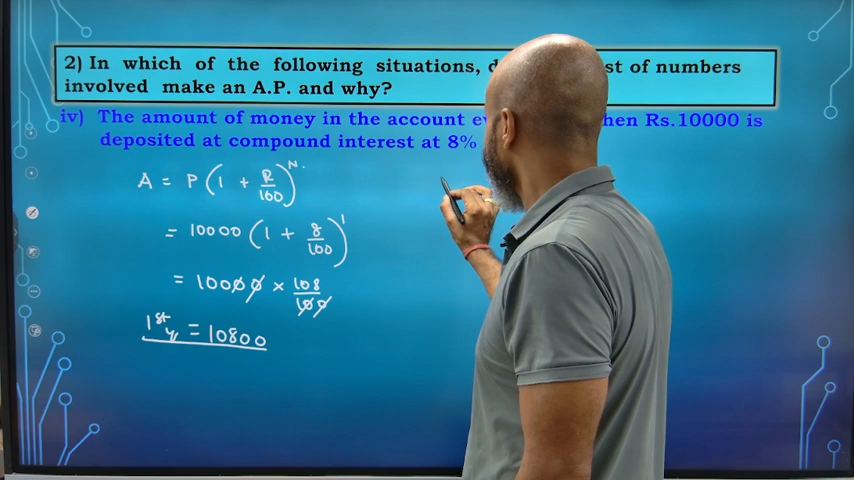 2) In which of the following situations, d st of numbers
involved make an A.P. and why?
iv) The amount of money in the account ev hen Rs.10000 is
deposited at compound interest at 8%
A = P (1 + R/100)^N.
= 10000 (1 + 8/100)^1
= 10000 × 108/100
1st y = 10800